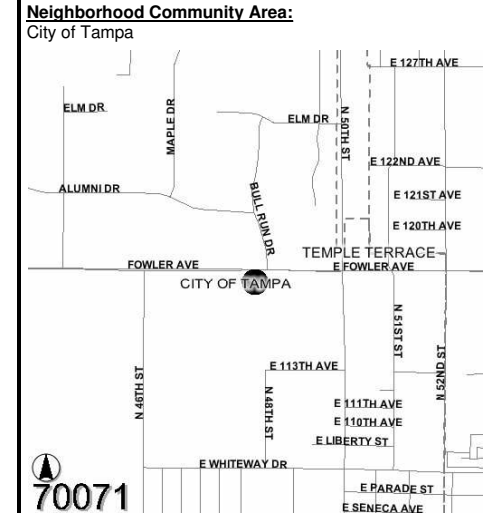 Neighborhood Community Area:
City of Tampa
E 127TH AVE
ELM DR
MAPLE DR
ELM DR
N 50TH ST
E 122ND AVE
ALUMNI DR
BULL RUN DR
E 121ST AVE
E 120TH AVE
TEMPLE TERRACE
FOWLER AVE
E FOWLER AVE
CITY OF TAMPA
N 51ST ST
N 52ND ST
E 113TH AVE
N 46TH ST
N 48TH ST
E 111TH AVE
E 110TH AVE
E LIBERTY ST
E WHITEWAY DR
70071
E PARADE ST
E SENECA AVE